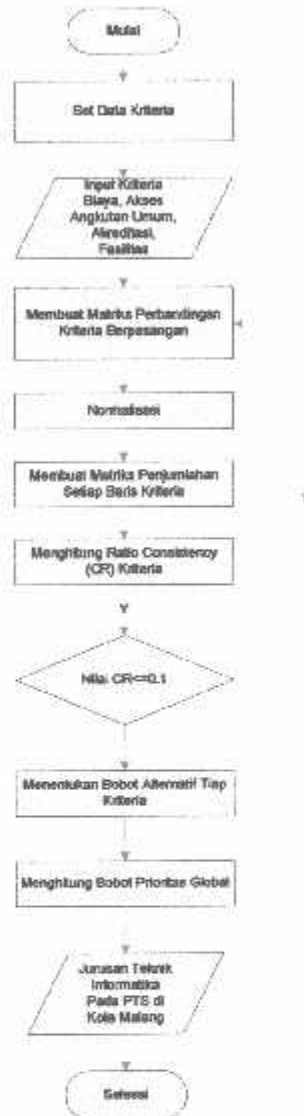 Mulai
Set Data Kriteria
Input Kriteria
Biaya, Akses
Angkutan Umum,
Akreditasi,
Fasilitas
Membuat Matriks Perbandingan
Kriteria Berpasangan
Normalisasi
Membuat Matriks Penjumlahan
Setiap Baris Kriteria
Menghitung Ratio Consistency
(CR) Kriteria
Y
Nilai CR<=0.1
Menentukan Bobot Alternatif Tiap
Kriteria
Menghitung Bobot Prioritas Global
Jurusan Teknik
Informatika
Pada PTS di
Kota Malang
Selesai